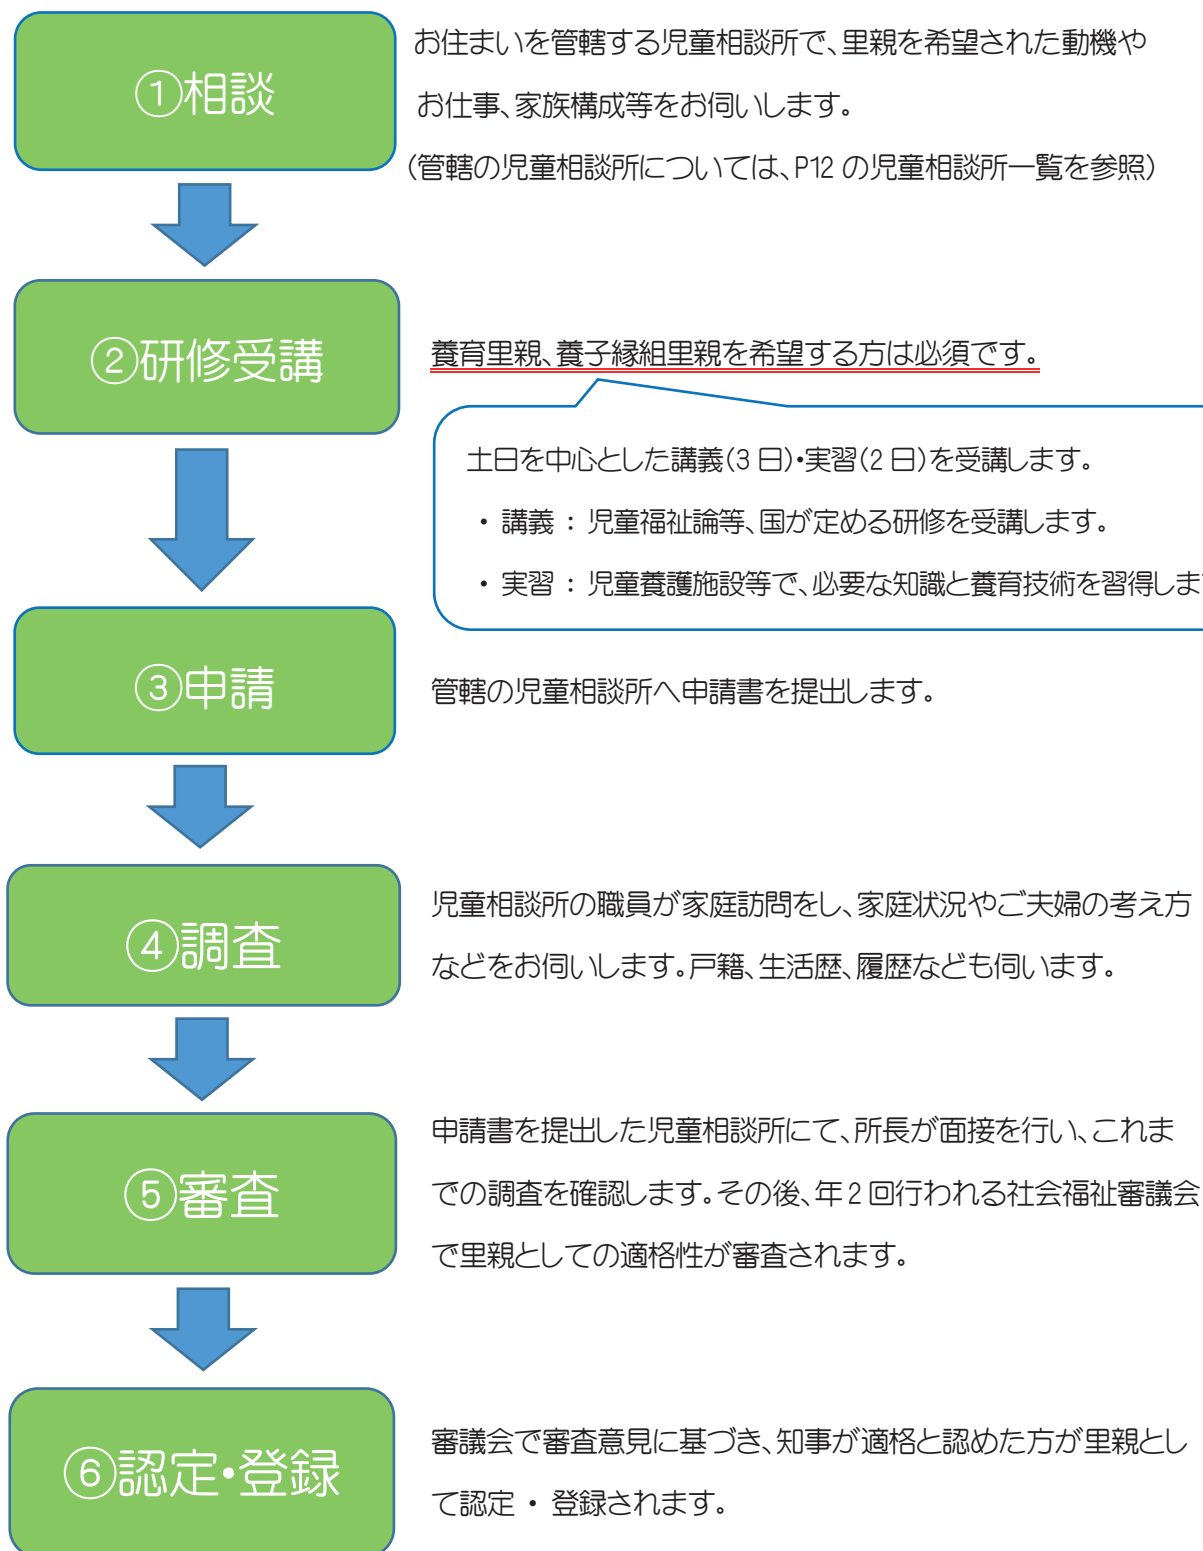 ①相談
お住まいを管轄する児童相談所で、里親を希望された動機や
お仕事、家族構成等をお伺いします。
(管轄の児童相談所については、P12 の児童相談所一覧を参照)
②研修受講
養育里親、養子縁組里親を希望する方は必須です。
土日を中心とした講義(3 日)・実習(2 日)を受講します。
・ 講義 : 児童福祉論等、国が定める研修を受講します。
・ 実習 : 児童養護施設等で、必要な知識と養育技術を習得しま
③申請
管轄の児童相談所へ申請書を提出します。
④調査
児童相談所の職員が家庭訪問をし、家庭状況やご夫婦の考え方
などをお伺いします。戸籍、生活歴、履歴なども伺います。
⑤審査
申請書を提出した児童相談所にて、所長が面接を行い、これま
での調査を確認します。その後、年 2 回行われる社会福祉審議会
で里親としての適格性が審査されます。
⑥認定・登録
審議会で審査意見に基づき、知事が適格と認めた方が里親とし
て認定 ・ 登録されます。